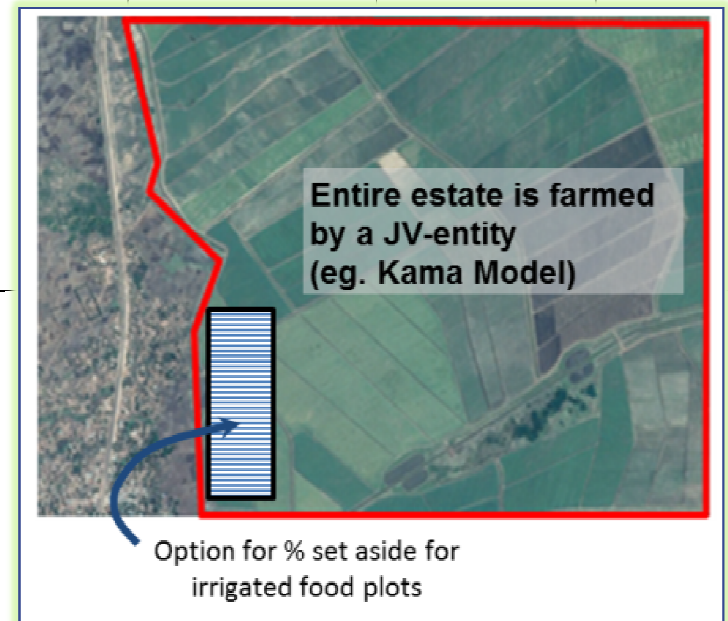 Entire estate is farmed
by a JV-entity
(eg. Kama Model)
Option for % set aside for
irrigated food plots